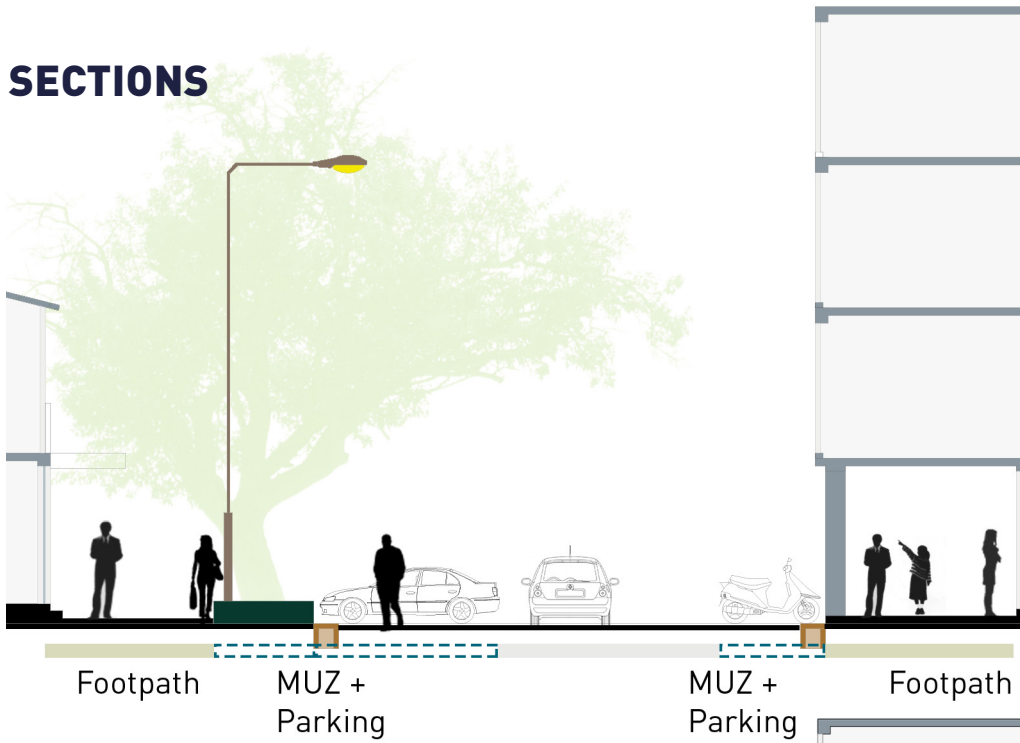 SECTIONS
Footpath
MUZ +
Parking
MUZ +
Parking
Footpath